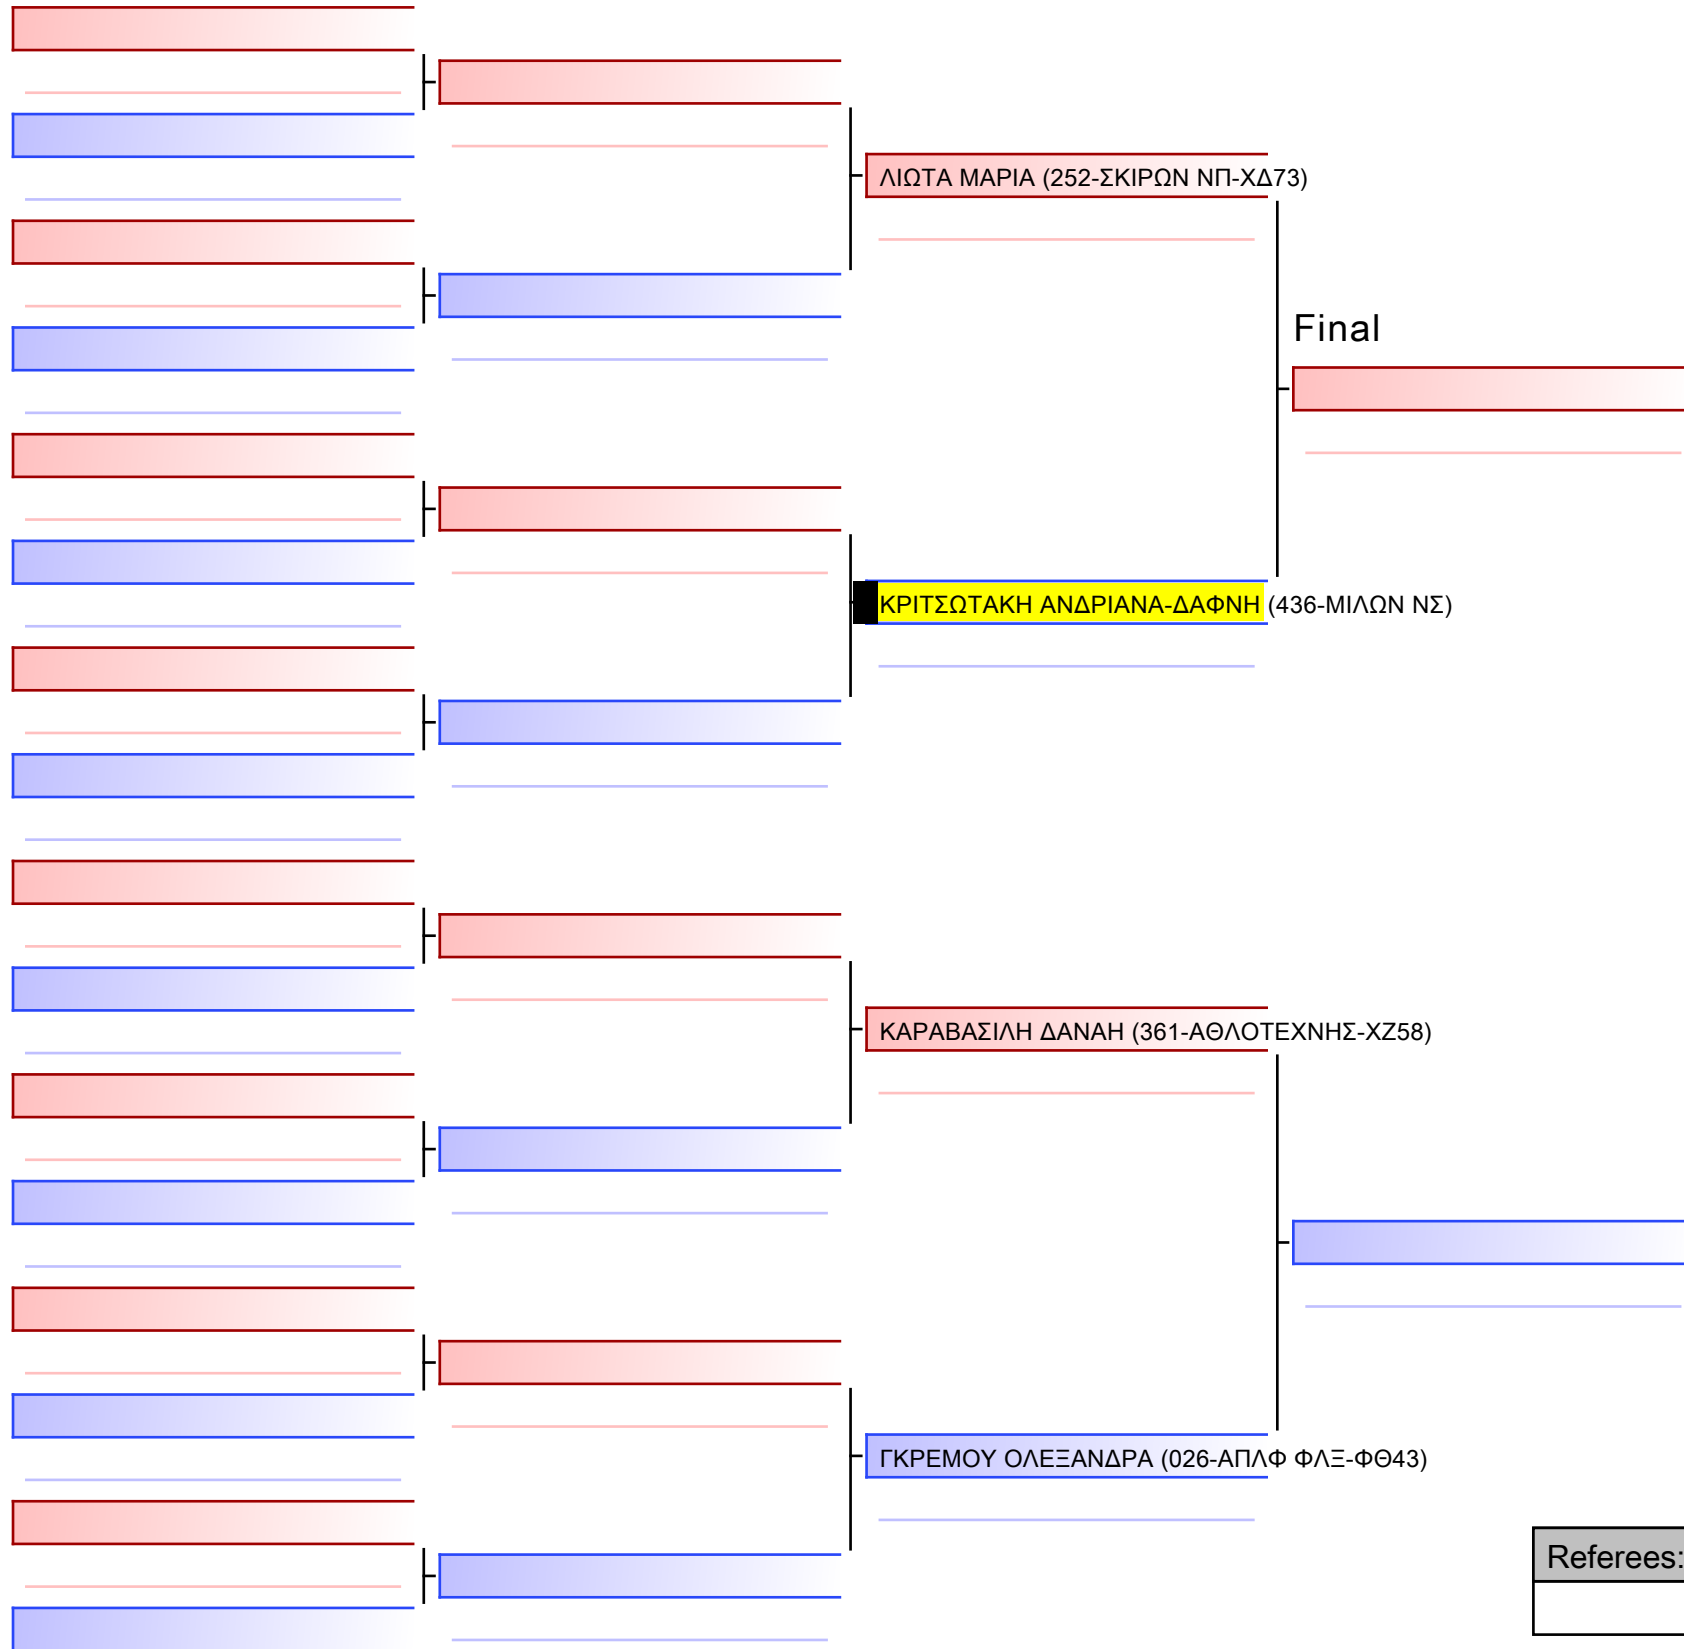 ΛΙΩΤΑ ΜΑΡΙΑ (252-ΣΚΙΡΩΝ ΝΠ-ΧΔ73)
Final
ΚΡΙΤΣΩΤΑΚΗ ΑΝΔΡΙΑΝΑ-ΔΑΦΝΗ (436-ΜΙΛΩΝ ΝΣ)
ΚΑΡΑΒΑΣΙΛΗ ΔΑΝΑΗ (361-ΑΘΛΟΤΕΧΝΗΣ-ΧΖ58)
ΓΚΡΕΜΟΥ ΟΛΕΞΑΝΔΡΑ (026-ΑΠΛΦ ΦΛΞ-ΦΘ43)
Referees: